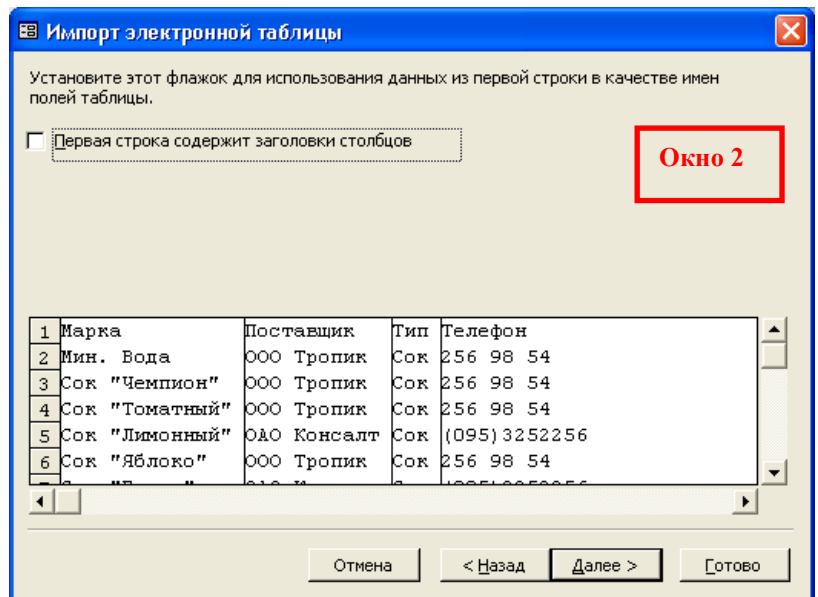 Импорт электронной таблицы
Установите этот флажок для использования данных из первой строки в качестве имен
полей таблицы.
Первая строка содержит заголовки столбцов
Окно 2
1 Марка Поставщик Тип Телефон
2 Мин. Вода ООО Тропик Сок 256 98 54
3 Сок "Чемпион" ООО Тропик Сок 256 98 54
4 Сок "Томатный" ООО Тропик Сок 256 98 54
5 Сок "Лимонный" ОАО Консалт Сок (095)3252256
6 Сок "Яблоко" ООО Тропик Сок 256 98 54
Отмена < Назад Далее > Готово